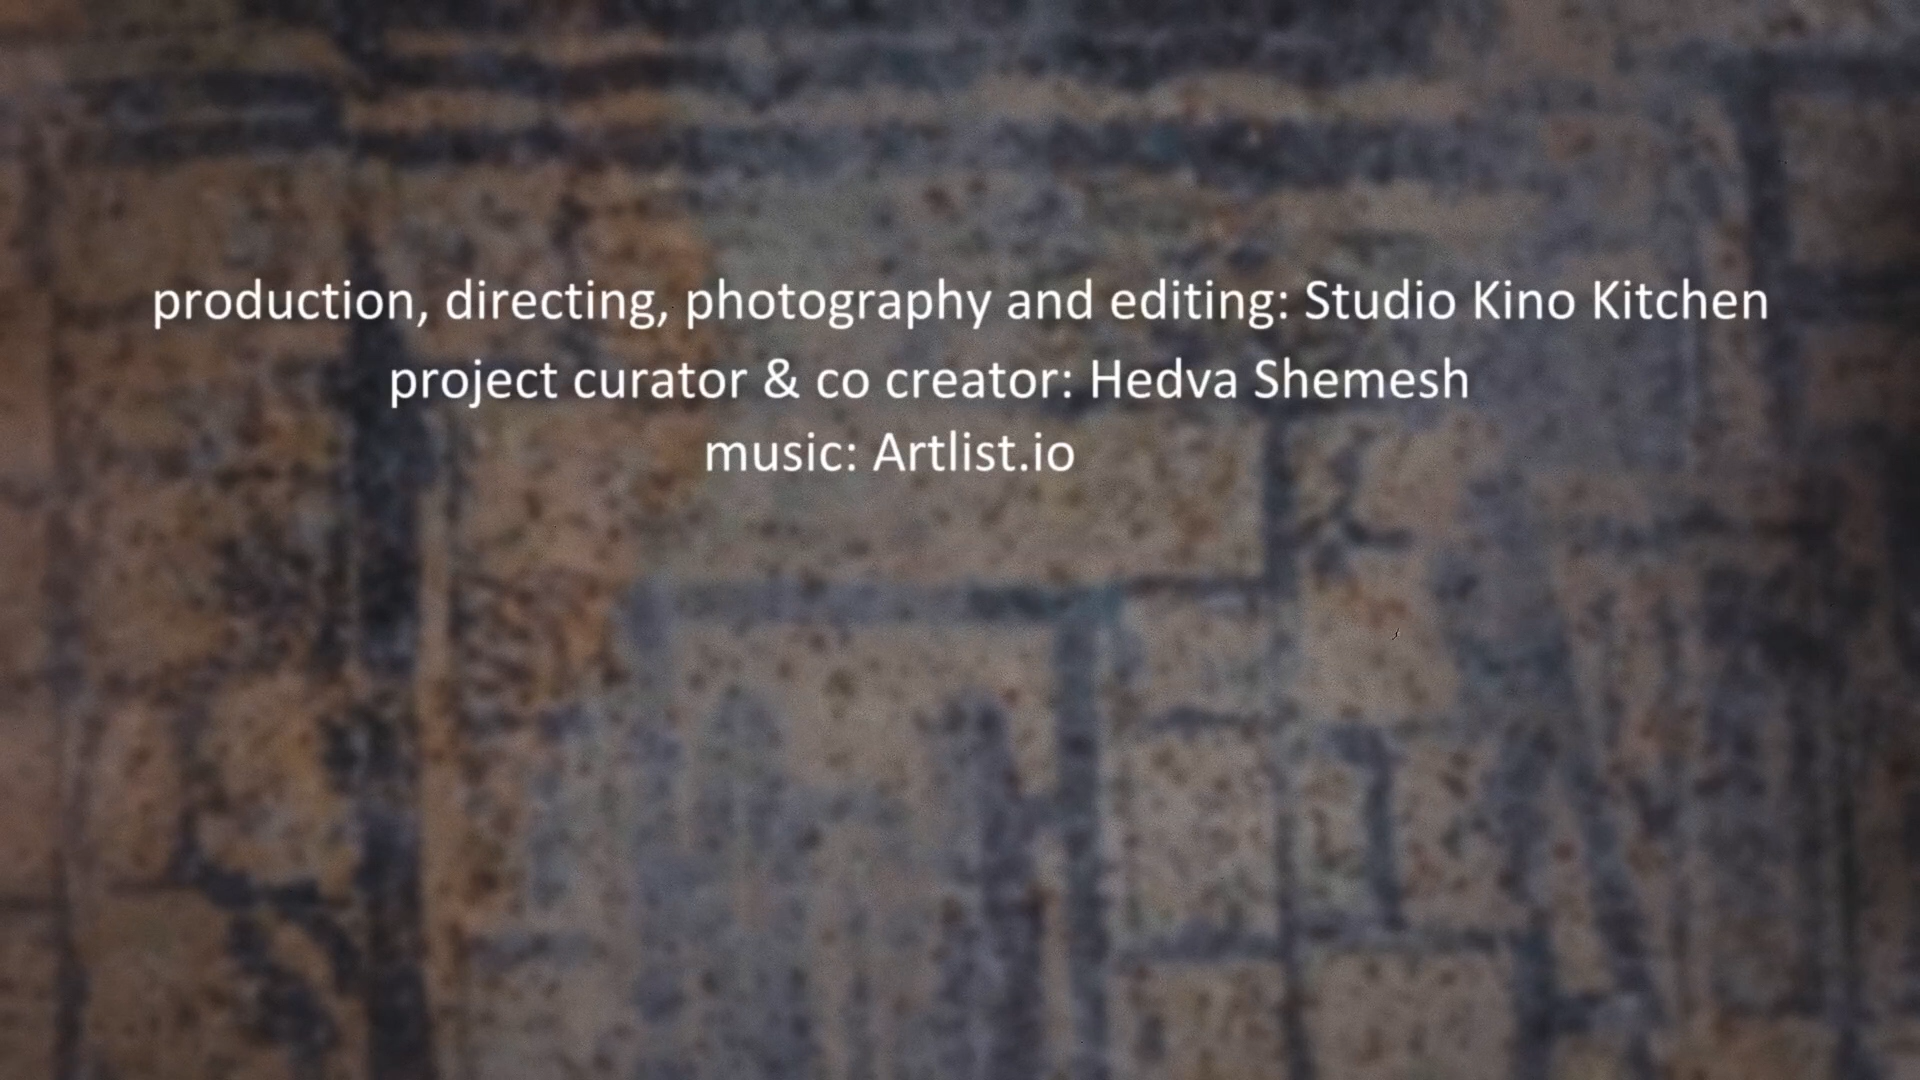 production, directing, photography and editing: Studio Kino Kitchen
project curator & co creator: Hedva Shemesh
music: Artlist.io